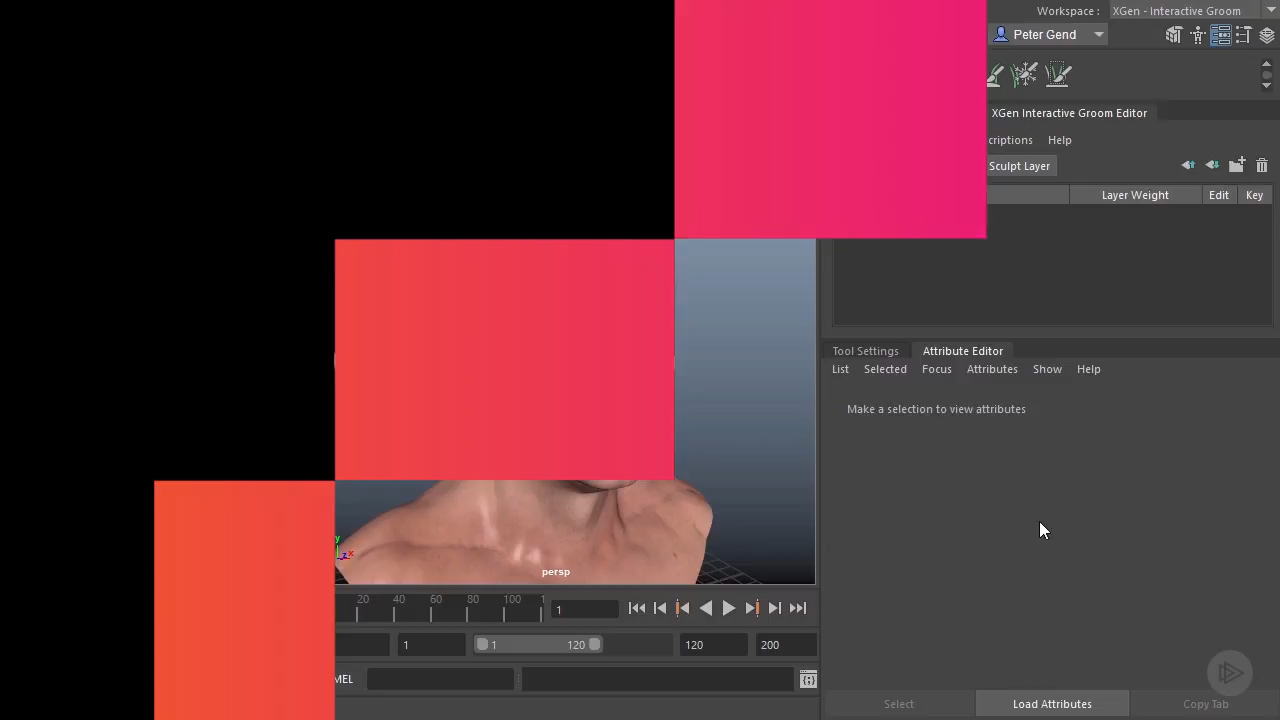 Workspace : XGen - Interactive Groom
Peter Gend
XGen Interactive Groom Editor
criptions Help
Sculpt Layer
Layer Weight Edit Key
Tool Settings Attribute Editor
List Selected Focus Attributes Show Help
Make a selection to view attributes
y
z x
persp
20 40 60 80 100 1
1
1 1 120 120 200
MEL
Select Load Attributes Copy Tab